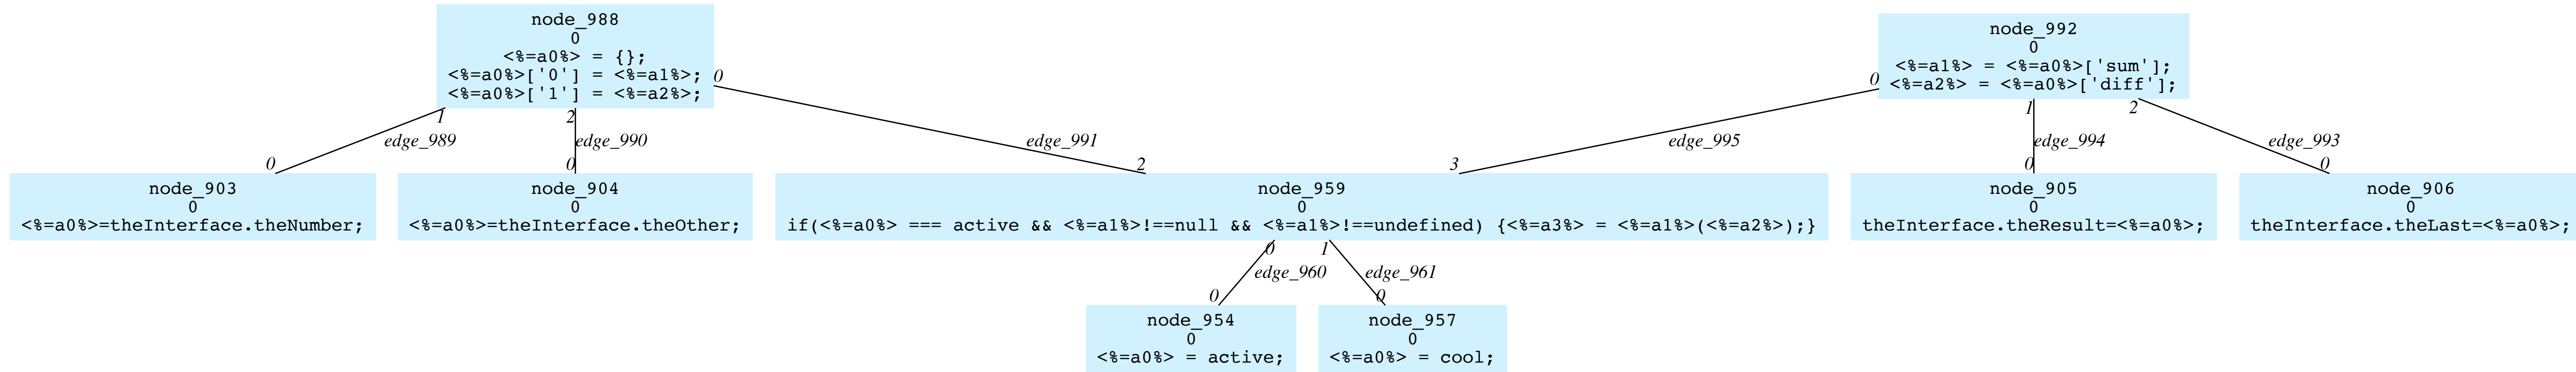 node_988
0
<%=a0%> = {};
<%=a0%>['0'] = <%=a1%>;
<%=a0%>['1'] = <%=a2%>;
node_992
0
<%=a1%> = <%=a0%>['sum'];
<%=a2%> = <%=a0%>['diff'];
0
0
1
2
1
2
edge_989
edge_990
edge_991
edge_995
edge_994
edge_993
0
0
2
3
0
0
node_903
0
<%=a0%>=theInterface.theNumber;
node_904
0
<%=a0%>=theInterface.theOther;
node_959
0
if(<%=a0%> === active && <%=a1%>!==null && <%=a1%>!==undefined) {<%=a3%> = <%=a1%>(<%=a2%>);}
node_905
0
theInterface.theResult=<%=a0%>;
node_906
0
theInterface.theLast=<%=a0%>;
0
1
edge_960
edge_961
0
0
node_954
0
<%=a0%> = active;
node_957
0
<%=a0%> = cool;